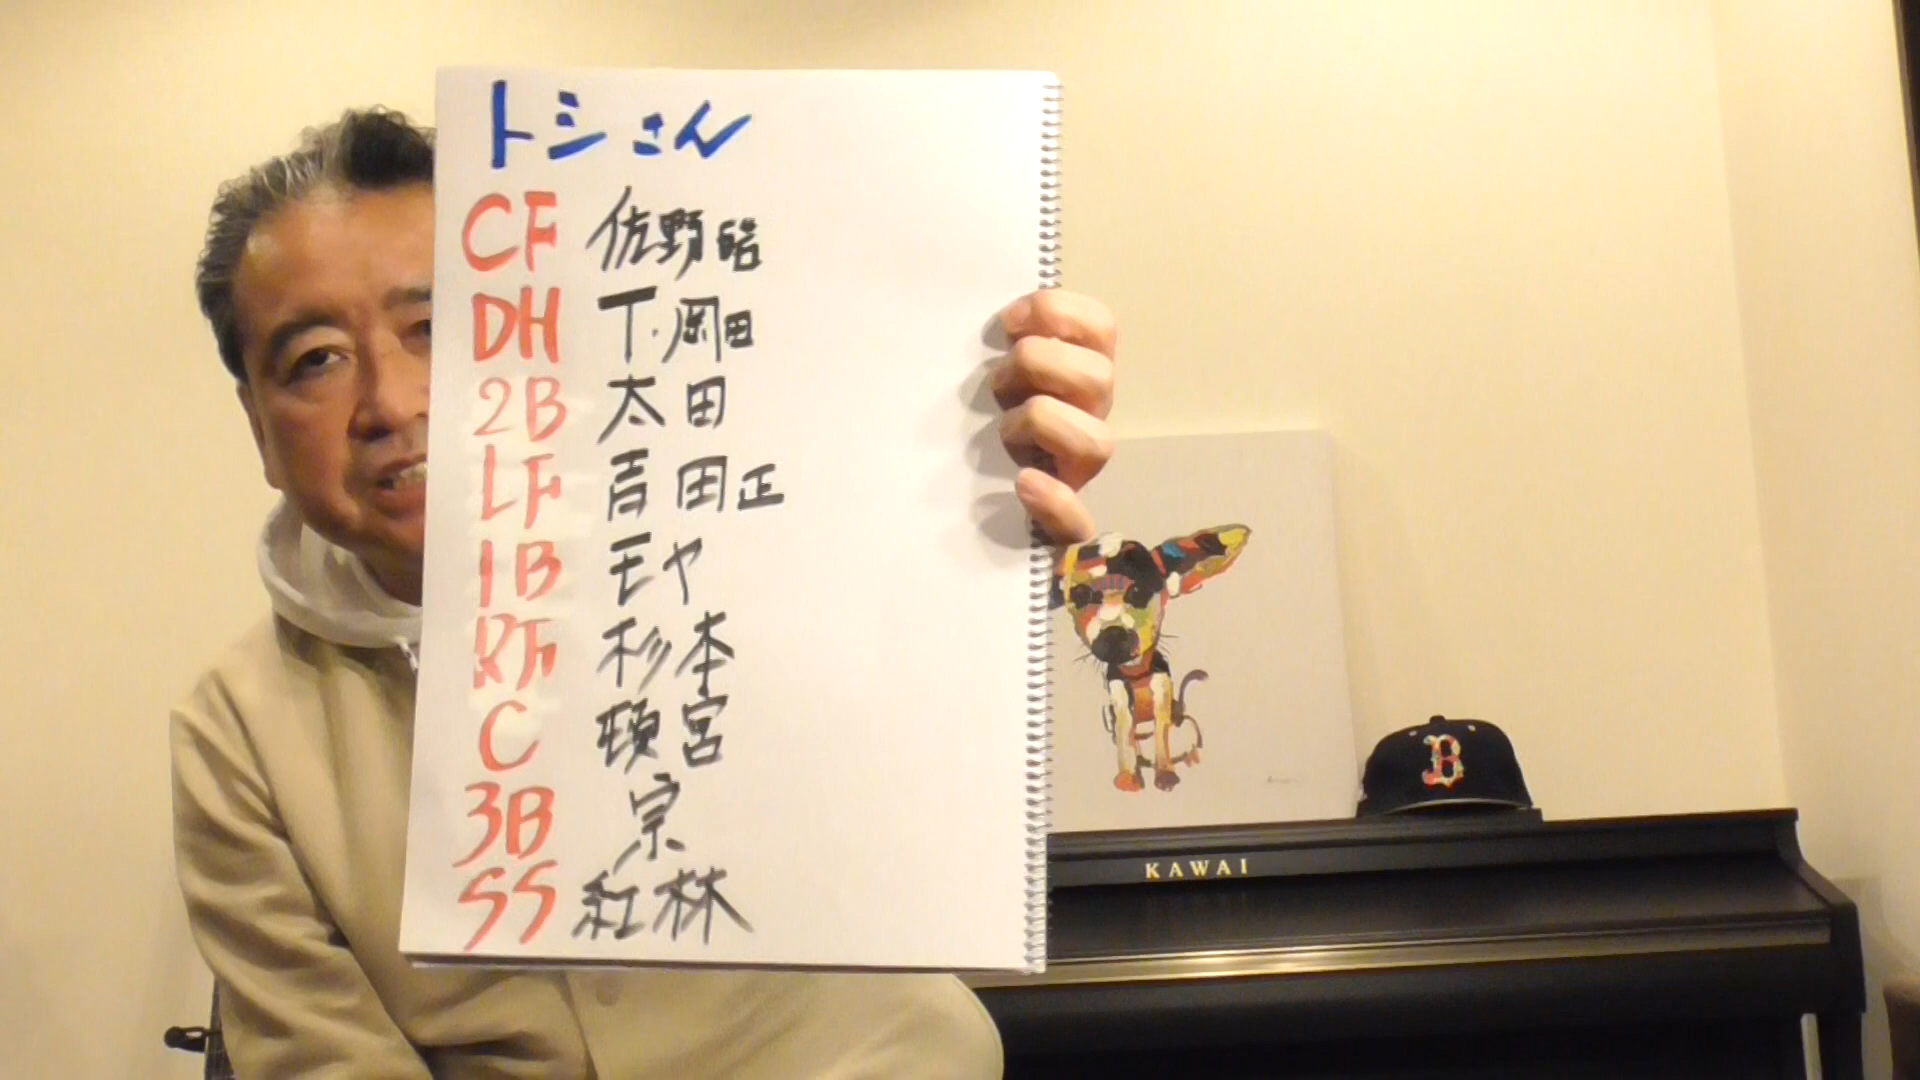 トシさん
CF 佐野皓
DH T-岡田
2B 太田
LF 吉田正
1B モヤ
RF 杉本
C 頓宮
3B 宗
SS 紅林
B
KAWAI